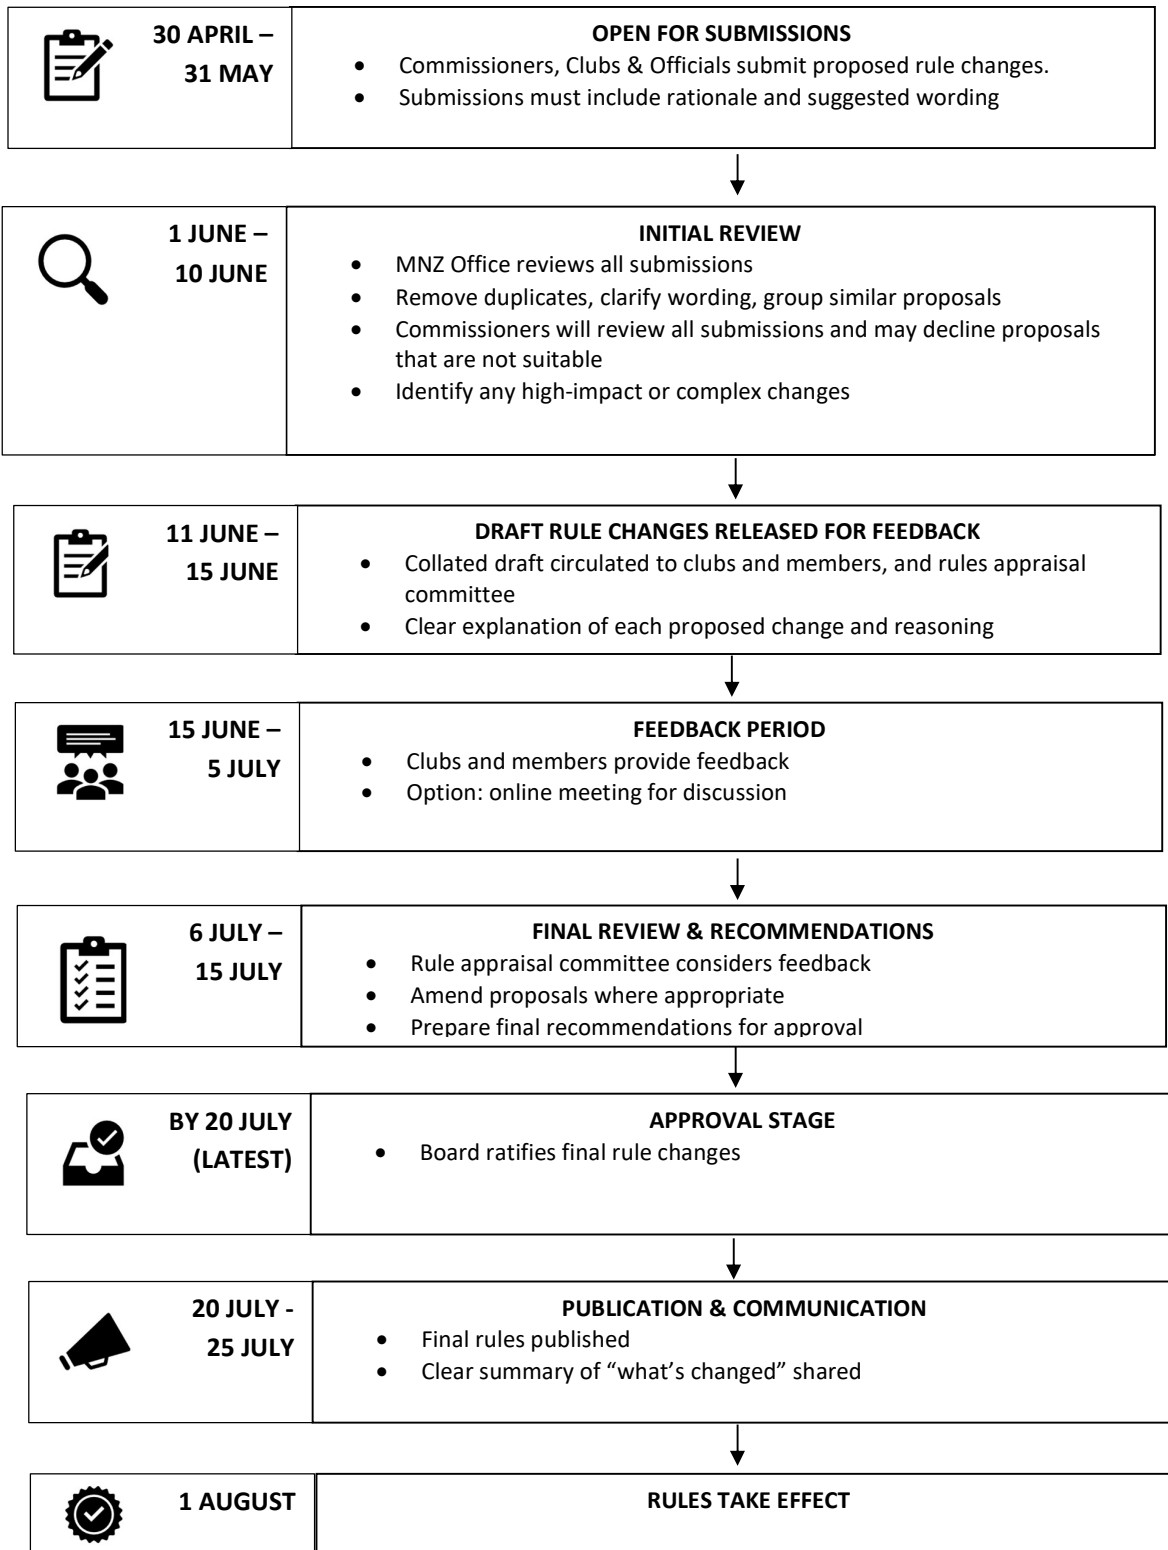 30 APRIL –
31 MAY
OPEN FOR SUBMISSIONS
• Commissioners, Clubs & Officials submit proposed rule changes.
• Submissions must include rationale and suggested wording
1 JUNE –
10 JUNE
INITIAL REVIEW
• MNZ Office reviews all submissions
• Remove duplicates, clarify wording, group similar proposals
• Commissioners will review all submissions and may decline proposals
that are not suitable
• Identify any high-impact or complex changes
11 JUNE –
15 JUNE
DRAFT RULE CHANGES RELEASED FOR FEEDBACK
• Collated draft circulated to clubs and members, and rules appraisal
committee
• Clear explanation of each proposed change and reasoning
15 JUNE –
5 JULY
FEEDBACK PERIOD
• Clubs and members provide feedback
• Option: online meeting for discussion
6 JULY –
15 JULY
FINAL REVIEW & RECOMMENDATIONS
• Rule appraisal committee considers feedback
• Amend proposals where appropriate
• Prepare final recommendations for approval
BY 20 JULY
(LATEST)
APPROVAL STAGE
• Board ratifies final rule changes
20 JULY -
25 JULY
PUBLICATION & COMMUNICATION
• Final rules published
• Clear summary of “what’s changed” shared
1 AUGUST
RULES TAKE EFFECT